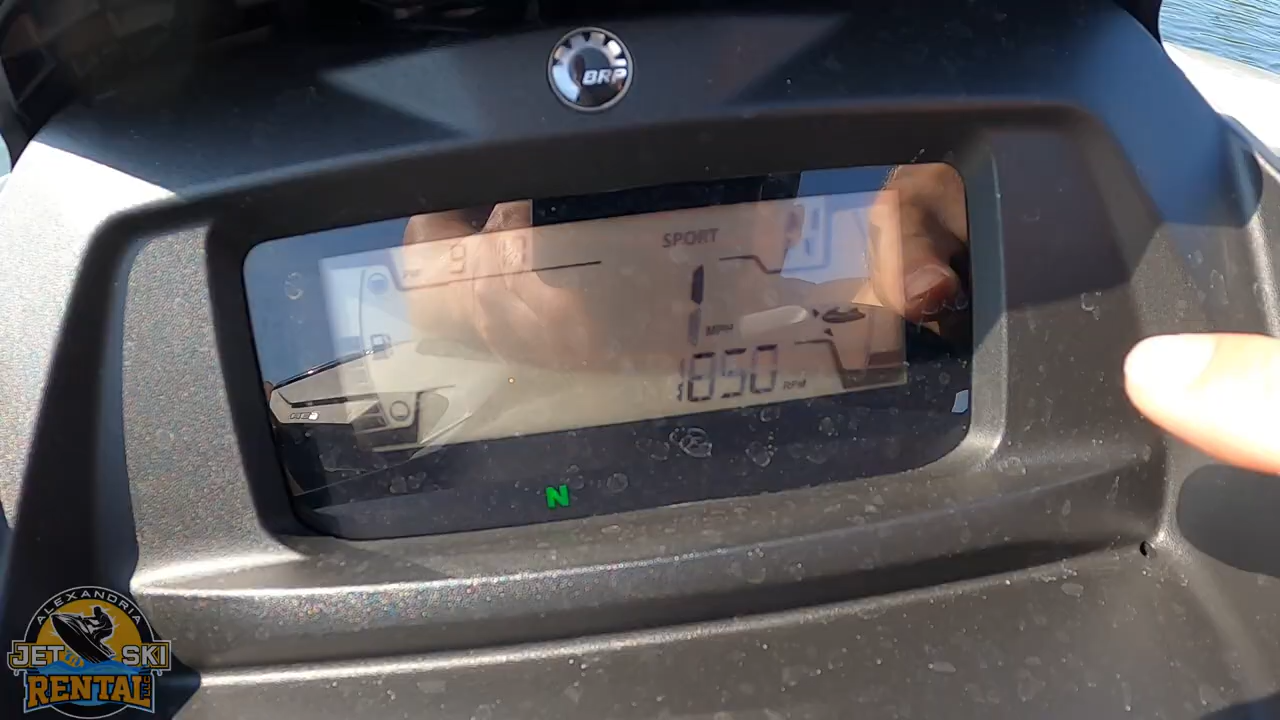 BRP
SPORT
1
MPH
1850 RPM
N
ALEXANDRIA
JET SKI
RENTAL